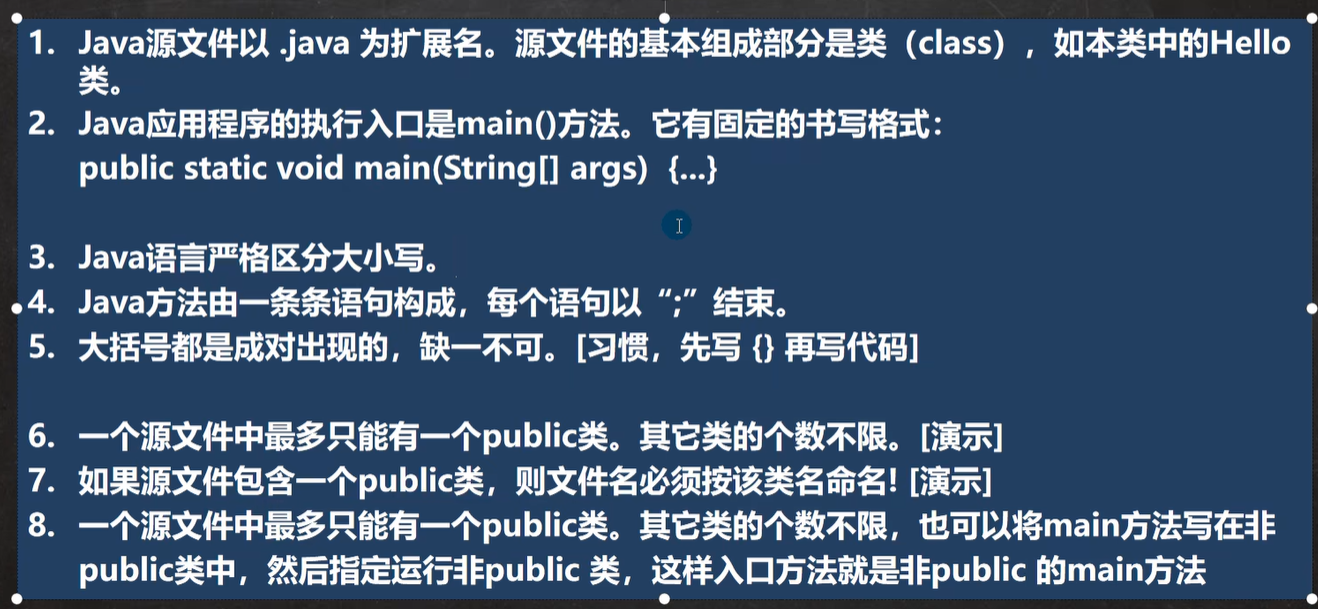 1. Java源文件以 .java 为扩展名。源文件的基本组成部分是类（class），如本类中的Hello
类。
2. Java应用程序的执行入口是main()方法。它有固定的书写格式：
public static void main(String[] args) {...}
3. Java语言严格区分大小写。
4. Java方法由一条条语句构成，每个语句以“;”结束。
5. 大括号都是成对出现的，缺一不可。[习惯，先写 {} 再写代码]
6. 一个源文件中最多只能有一个public类。其它类的个数不限。[演示]
7. 如果源文件包含一个public类，则文件名必须按该类名命名! [演示]
8. 一个源文件中最多只能有一个public类。其它类的个数不限，也可以将main方法写在非
public类中，然后指定运行非public 类，这样入口方法就是非public 的main方法